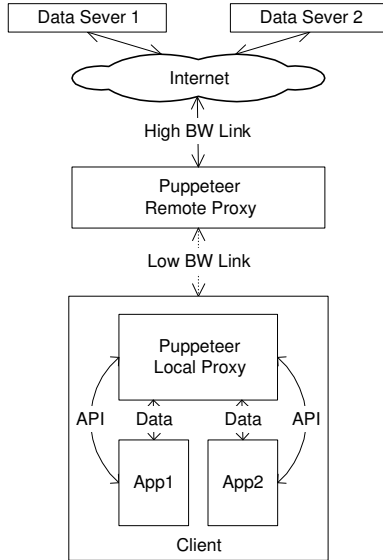 Data Sever 1
Data Sever 2
Internet
High BW Link
Puppeteer
Remote Proxy
Low BW Link
Puppeteer
Local Proxy
API
Data
Data
API
App1
App2
Client